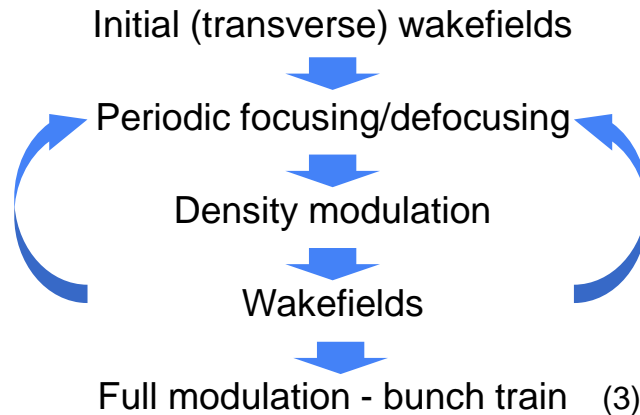 Initial (transverse) wakefields
Periodic focusing/defocusing
Density modulation
Wakefields
Full modulation - bunch train (3)